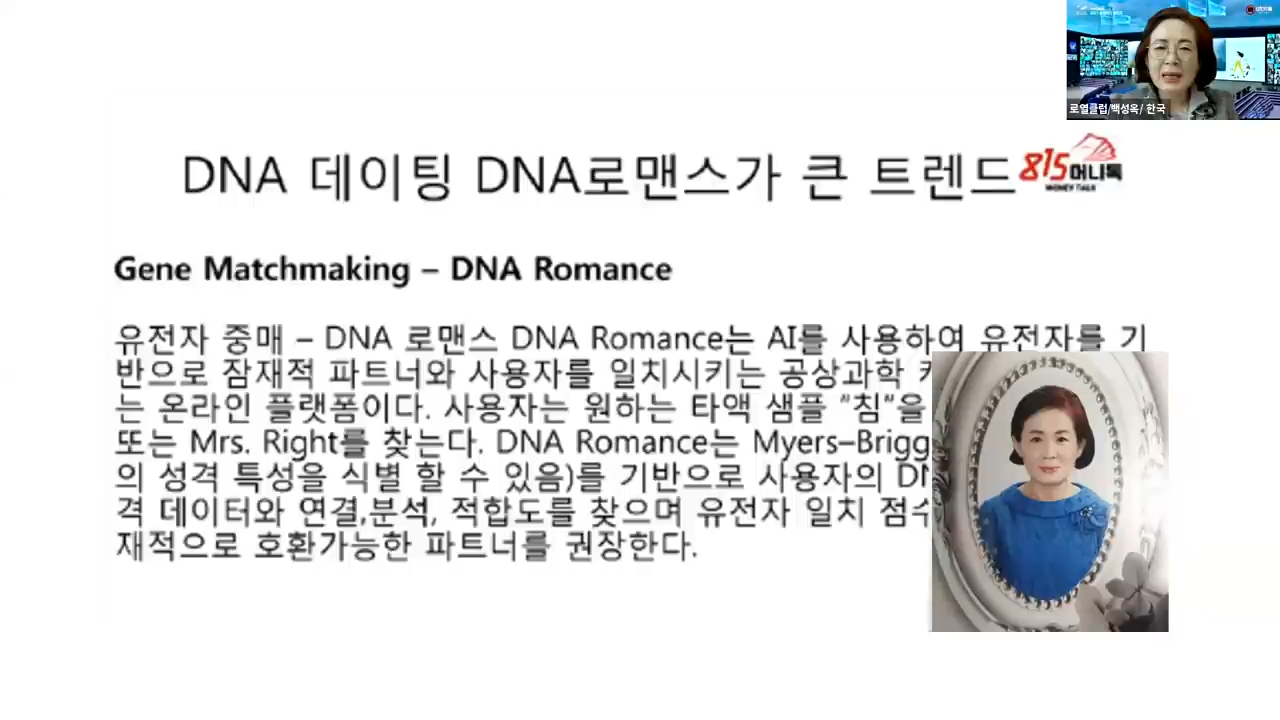 로열클럽/백성옥/ 한국
DNA 데이팅 DNA로맨스가 큰 트렌드
815머니톡
MONEY TALK
Gene Matchmaking – DNA Romance
유전자 중매 – DNA 로맨스 DNA Romance는 AI를 사용하여 유전자를 기
반으로 잠재적 파트너와 사용자를 일치시키는 공상과학
는 온라인 플랫폼이다. 사용자는 원하는 타액 샘플 “침”을
또는 Mrs. Right를 찾는다. DNA Romance는 Myers–Brigg
의 성격 특성을 식별 할 수 있음)를 기반으로 사용자의
격 데이터와 연결,분석, 적합도를 찾으며 유전자 일치 점수
재적으로 호환가능한 파트너를 권장한다.